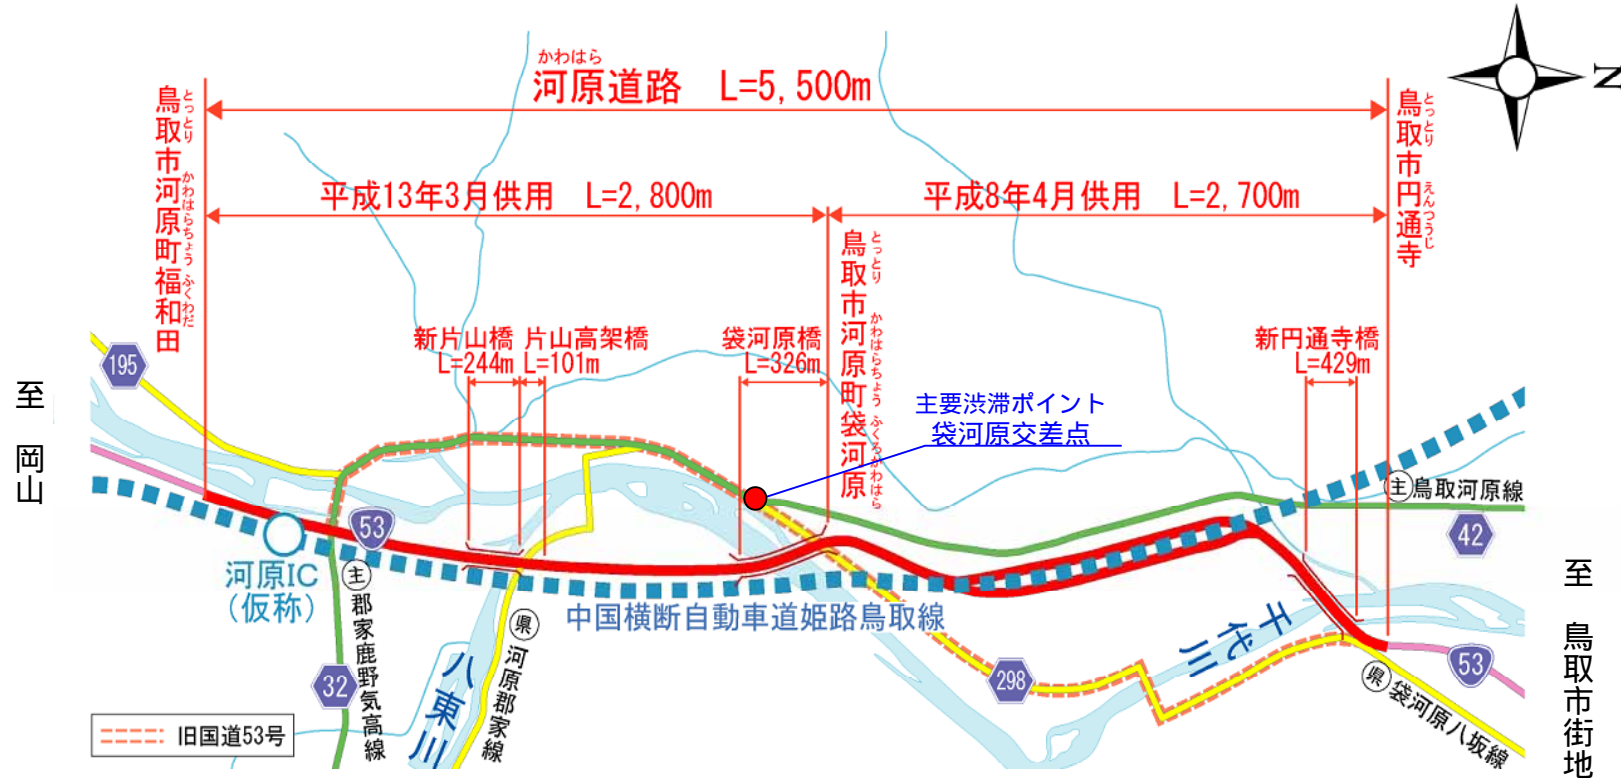 かわはら
河原道路 L=5,500m
N
鳥取市河原町福和田
とっとり かわはらちょう ふくわだ
鳥取市円通寺
とっとり えんつうじ
平成13年3月供用 L=2,800m
平成8年4月供用 L=2,700m
鳥取市河原町袋河原
とっとり かわはらちょう ふくろかわはら
新片山橋
L=244m
片山高架橋
L=101m
袋河原橋
L=326m
新円通寺橋
L=429m
195
主要渋滞ポイント
袋河原交差点
至 岡山
主 鳥取河原線
42
53
河原IC
(仮称)
主 郡家鹿野気高線
32
中国横断自動車道姫路鳥取線
県 河原郡家線
八東川
千代川
298
53
県 袋河原八坂線
至 鳥取市街地
旧国道53号